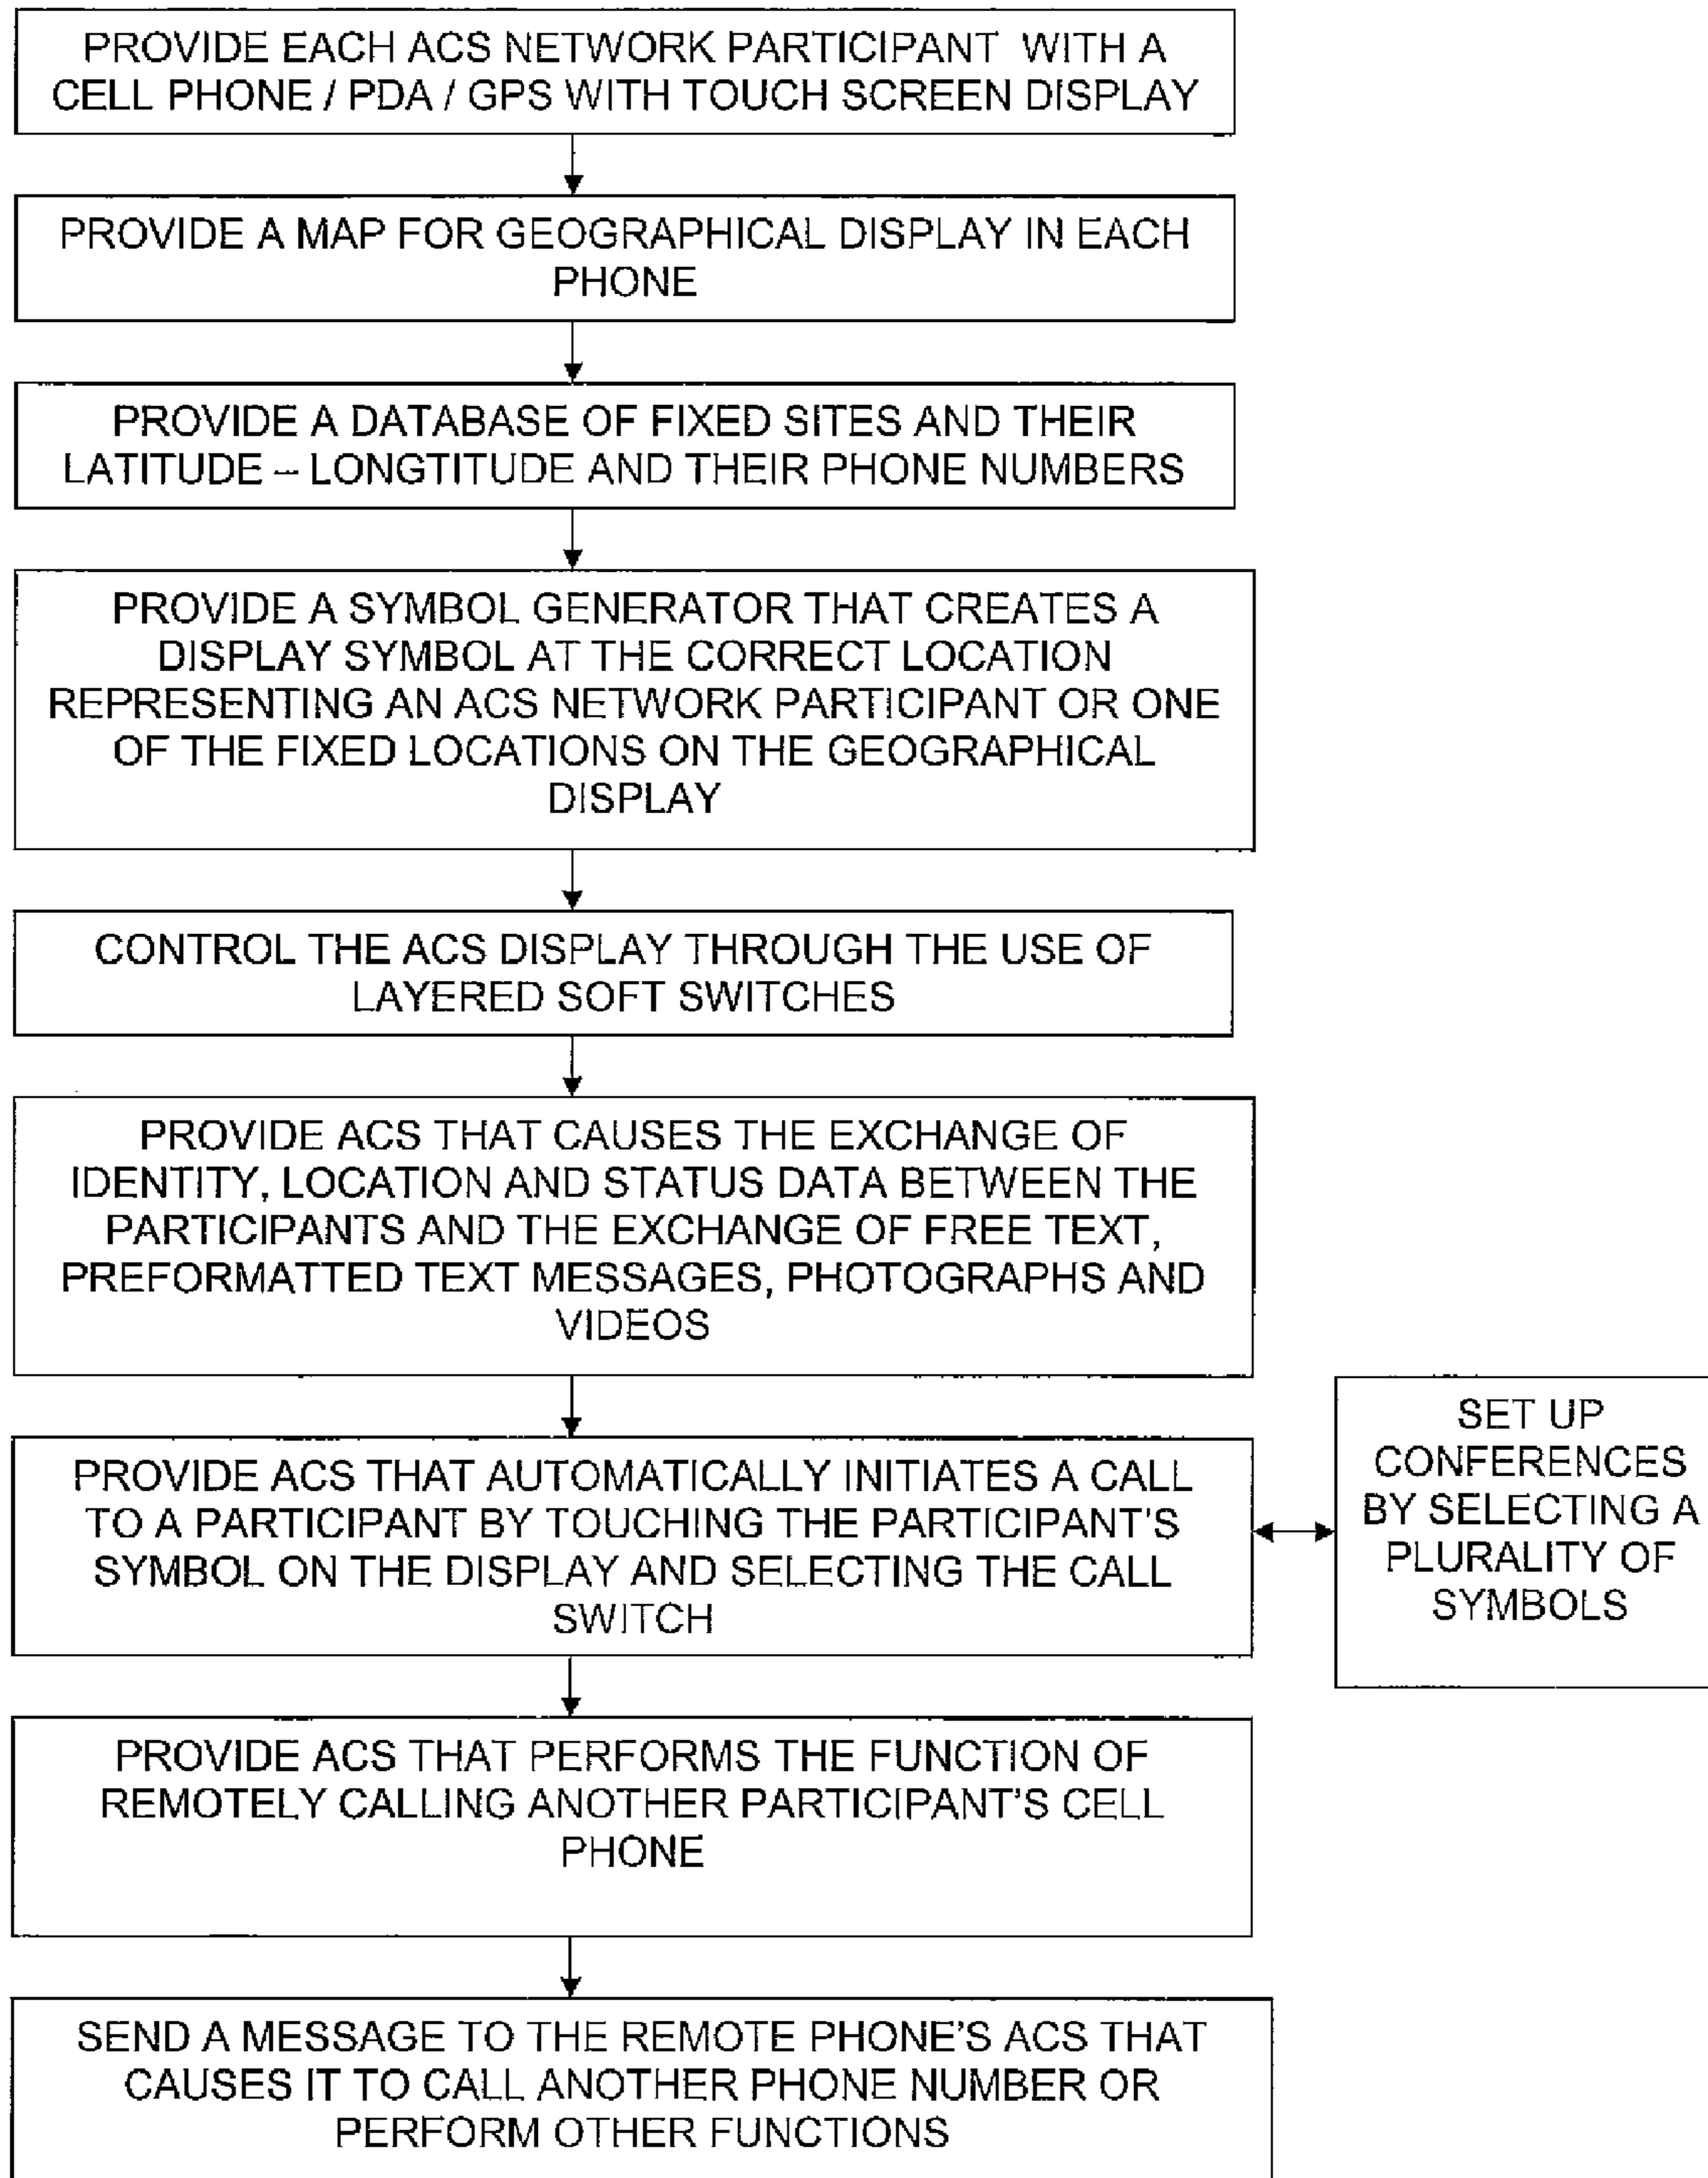 PROVIDE EACH ACS NETWORK PARTICIPANT WITH A
CELL PHONE / PDA / GPS WITH TOUCH SCREEN DISPLAY
PROVIDE A MAP FOR GEOGRAPHICAL DISPLAY IN EACH
PHONE
PROVIDE A DATABASE OF FIXED SITES AND THEIR
LATITUDE – LONGTITUDE AND THEIR PHONE NUMBERS
PROVIDE A SYMBOL GENERATOR THAT CREATES A
DISPLAY SYMBOL AT THE CORRECT LOCATION
REPRESENTING AN ACS NETWORK PARTICIPANT OR ONE
OF THE FIXED LOCATIONS ON THE GEOGRAPHICAL
DISPLAY
CONTROL THE ACS DISPLAY THROUGH THE USE OF
LAYERED SOFT SWITCHES
PROVIDE ACS THAT CAUSES THE EXCHANGE OF
IDENTITY, LOCATION AND STATUS DATA BETWEEN THE
PARTICIPANTS AND THE EXCHANGE OF FREE TEXT,
PREFORMATTED TEXT MESSAGES, PHOTOGRAPHS AND
VIDEOS
PROVIDE ACS THAT AUTOMATICALLY INITIATES A CALL
TO A PARTICIPANT BY TOUCHING THE PARTICIPANT'S
SYMBOL ON THE DISPLAY AND SELECTING THE CALL
SWITCH
SET UP
CONFERENCES
BY SELECTING A
PLURALITY OF
SYMBOLS
PROVIDE ACS THAT PERFORMS THE FUNCTION OF
REMOTELY CALLING ANOTHER PARTICIPANT'S CELL
PHONE
SEND A MESSAGE TO THE REMOTE PHONE'S ACS THAT
CAUSES IT TO CALL ANOTHER PHONE NUMBER OR
PERFORM OTHER FUNCTIONS